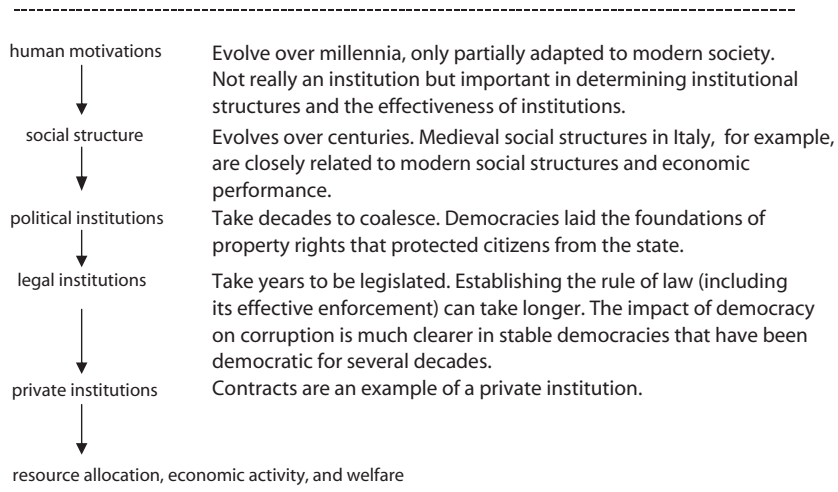 human motivations Evolve over millennia, only partially adapted to modern society.
Not really an institution but important in determining institutional
structures and the effectiveness of institutions.
social structure Evolves over centuries. Medieval social structures in Italy, for example,
are closely related to modern social structures and economic
performance.
political institutions Take decades to coalesce. Democracies laid the foundations of
property rights that protected citizens from the state.
legal institutions Take years to be legislated. Establishing the rule of law (including
its effective enforcement) can take longer. The impact of democracy
on corruption is much clearer in stable democracies that have been
democratic for several decades.
private institutions Contracts are an example of a private institution.
resource allocation, economic activity, and welfare